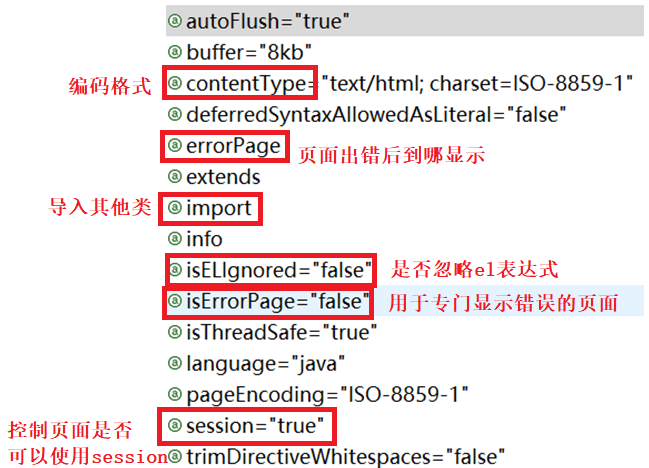 autoFlush="true"
buffer="8kb"
编码格式 contentType="text/html; charset=ISO-8859-1"
deferredSyntaxAllowedAsLiteral="false"
errorPage 页面出错后到哪显示
extends
导入其他类 import
info
isELIgnored="false" 是否忽略el表达式
isErrorPage="false" 用于专门显示错误的页面
isThreadSafe="true"
language="java"
pageEncoding="ISO-8859-1"
控制页面是否
可以使用session
session="true"
trimDirectiveWhitespaces="false"